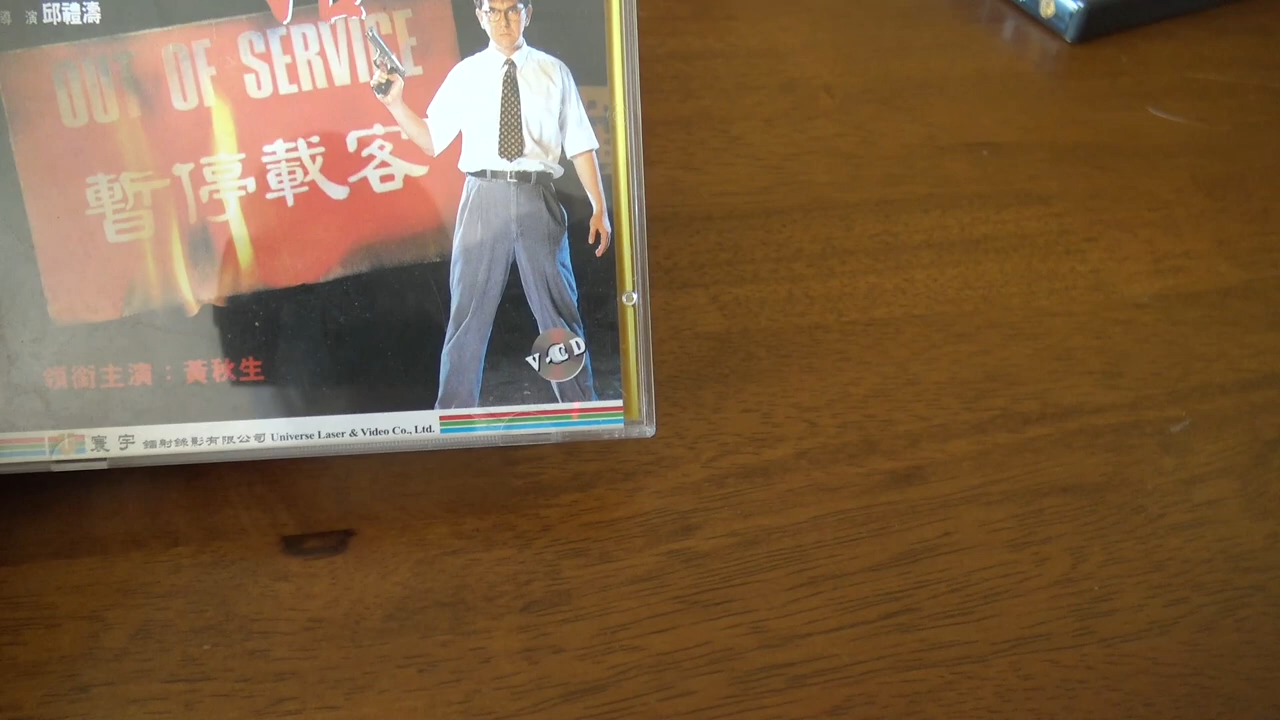 導 演 邱禮濤
OUT OF SERVICE
暫停載客
領銜主演：黃秋生
V-CD
寰宇 鐳射錄影有限公司 Universe Laser & Video Co., Ltd.